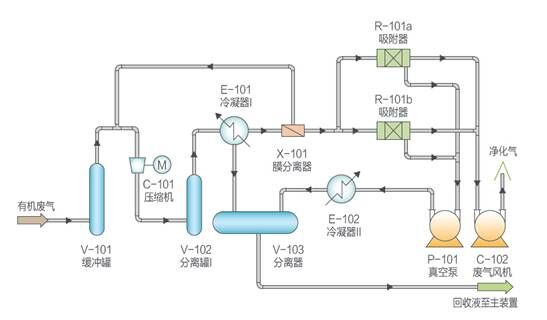 R-101a
吸附器
E-101
冷凝器I
R-101b
吸附器
X-101
膜分离器
净化气
M
C-101
压缩机
有机废气
E-102
冷凝器II
V-101
缓冲罐
V-102
分离罐I
V-103
分离器
P-101
真空泵
C-102
废气风机
回收液至主装置